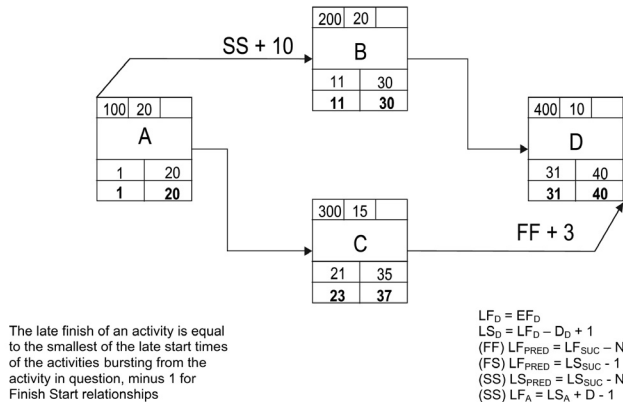 200 20
B
11 30
11 30
SS + 10
100 20
A
1 20
1 20
400 10
D
31 40
31 40
300 15
C
21 35
23 37
FF + 3
The late finish of an activity is equal
to the smallest of the late start times
of the activities bursting from the
activity in question, minus 1 for
Finish Start relationships
LF_D = EF_D
LS_D = LF_D – D_D + 1
(FF) LF_PRED = LF_SUC – N
(FS) LF_PRED = LS_SUC - 1
(SS) LS_PRED = LS_SUC - N
(SS) LF_A = LS_A + D - 1